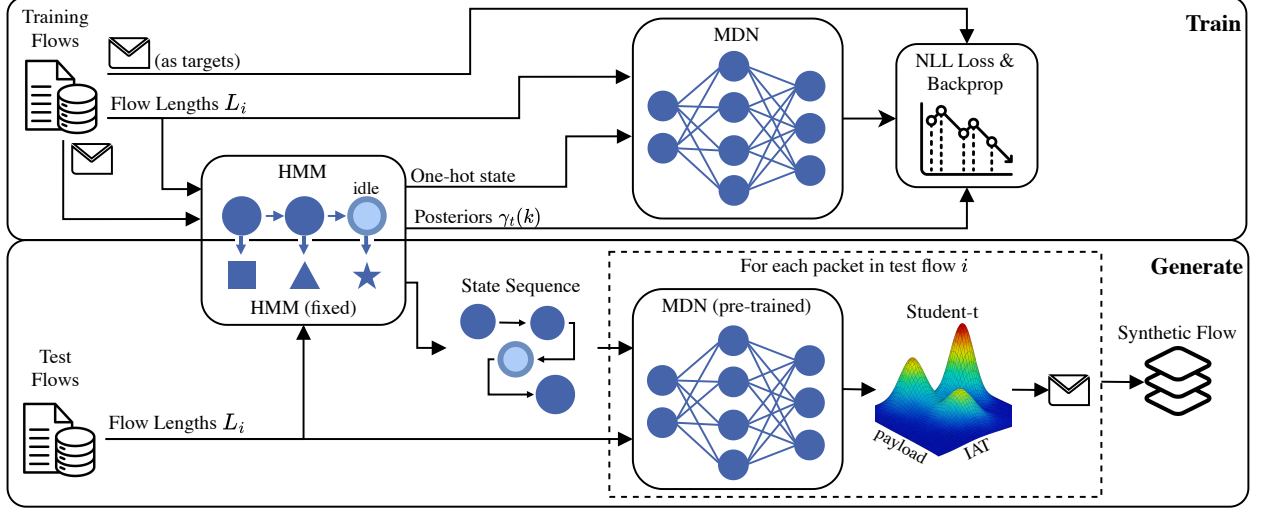 Training
Flows
(as targets)
Flow Lengths $L_i$
MDN
Train
NLL Loss &
Backprop
HMM
idle
One-hot state
Posteriors $\gamma_t(k)$
HMM (fixed)
Generate
For each packet in test flow $i$
State Sequence
MDN (pre-trained)
Student-t
payload
IAT
Synthetic Flow
Test
Flows
Flow Lengths $L_i$